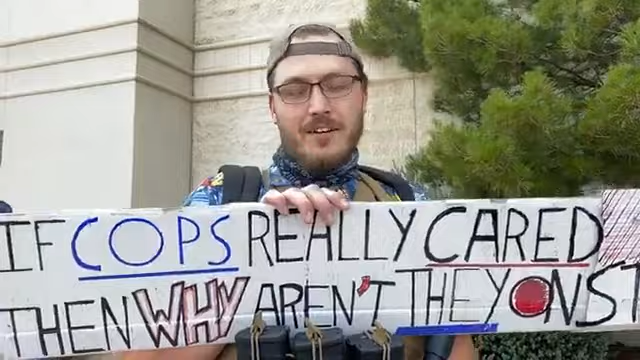 IF COPS REALLY CARED
THEN WHY AREN'T THEY ON ST